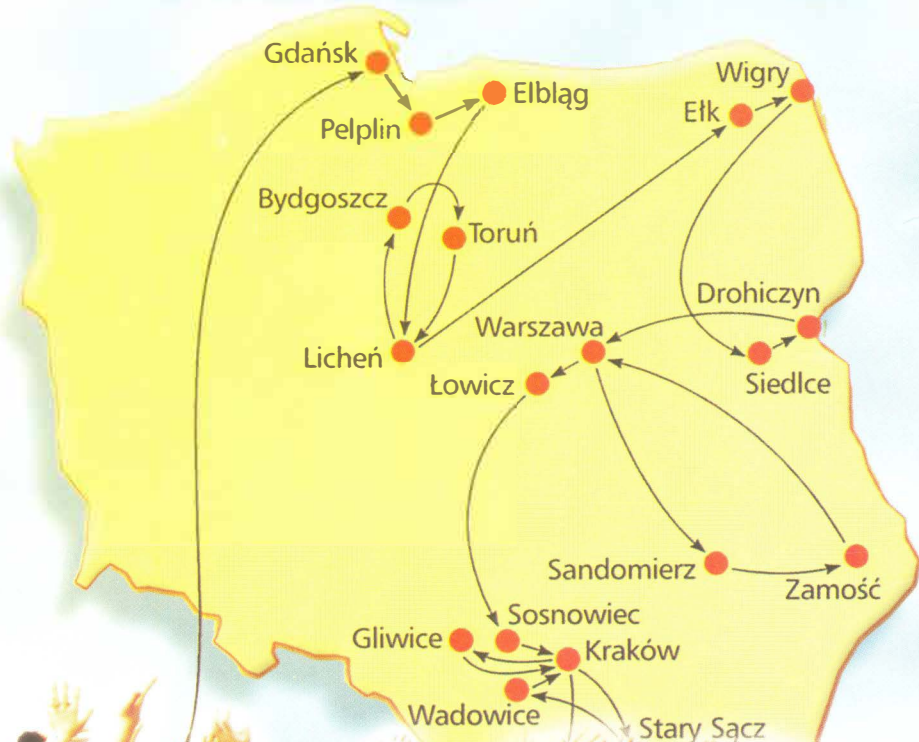 Gdańsk
Wigry
Elbląg
Ełk
Pelplin
Bydgoszcz
Toruń
Drohiczyn
Warszawa
Licheń
Łowicz
Siedlce
Sandomierz
Zamość
Sosnowiec
Gliwice
Kraków
Wadowice
Stary Sącz